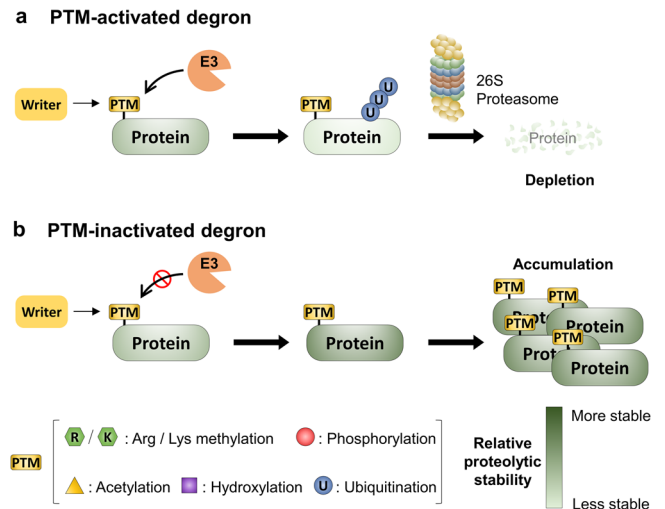 a PTM-activated degron
E3
Writer
PTM
Protein
PTM
U
U
U
Protein
26S
Proteasome
Protein
Depletion
b PTM-inactivated degron
E3
Writer
PTM
Protein
PTM
Protein
Accumulation
PTM
PTM
Protein
PTM
PTM
Protein
PTM
R / K : Arg / Lys methylation
: Phosphorylation
: Acetylation
: Hydroxylation
U : Ubiquitination
Relative
proteolytic
stability
More stable
Less stable